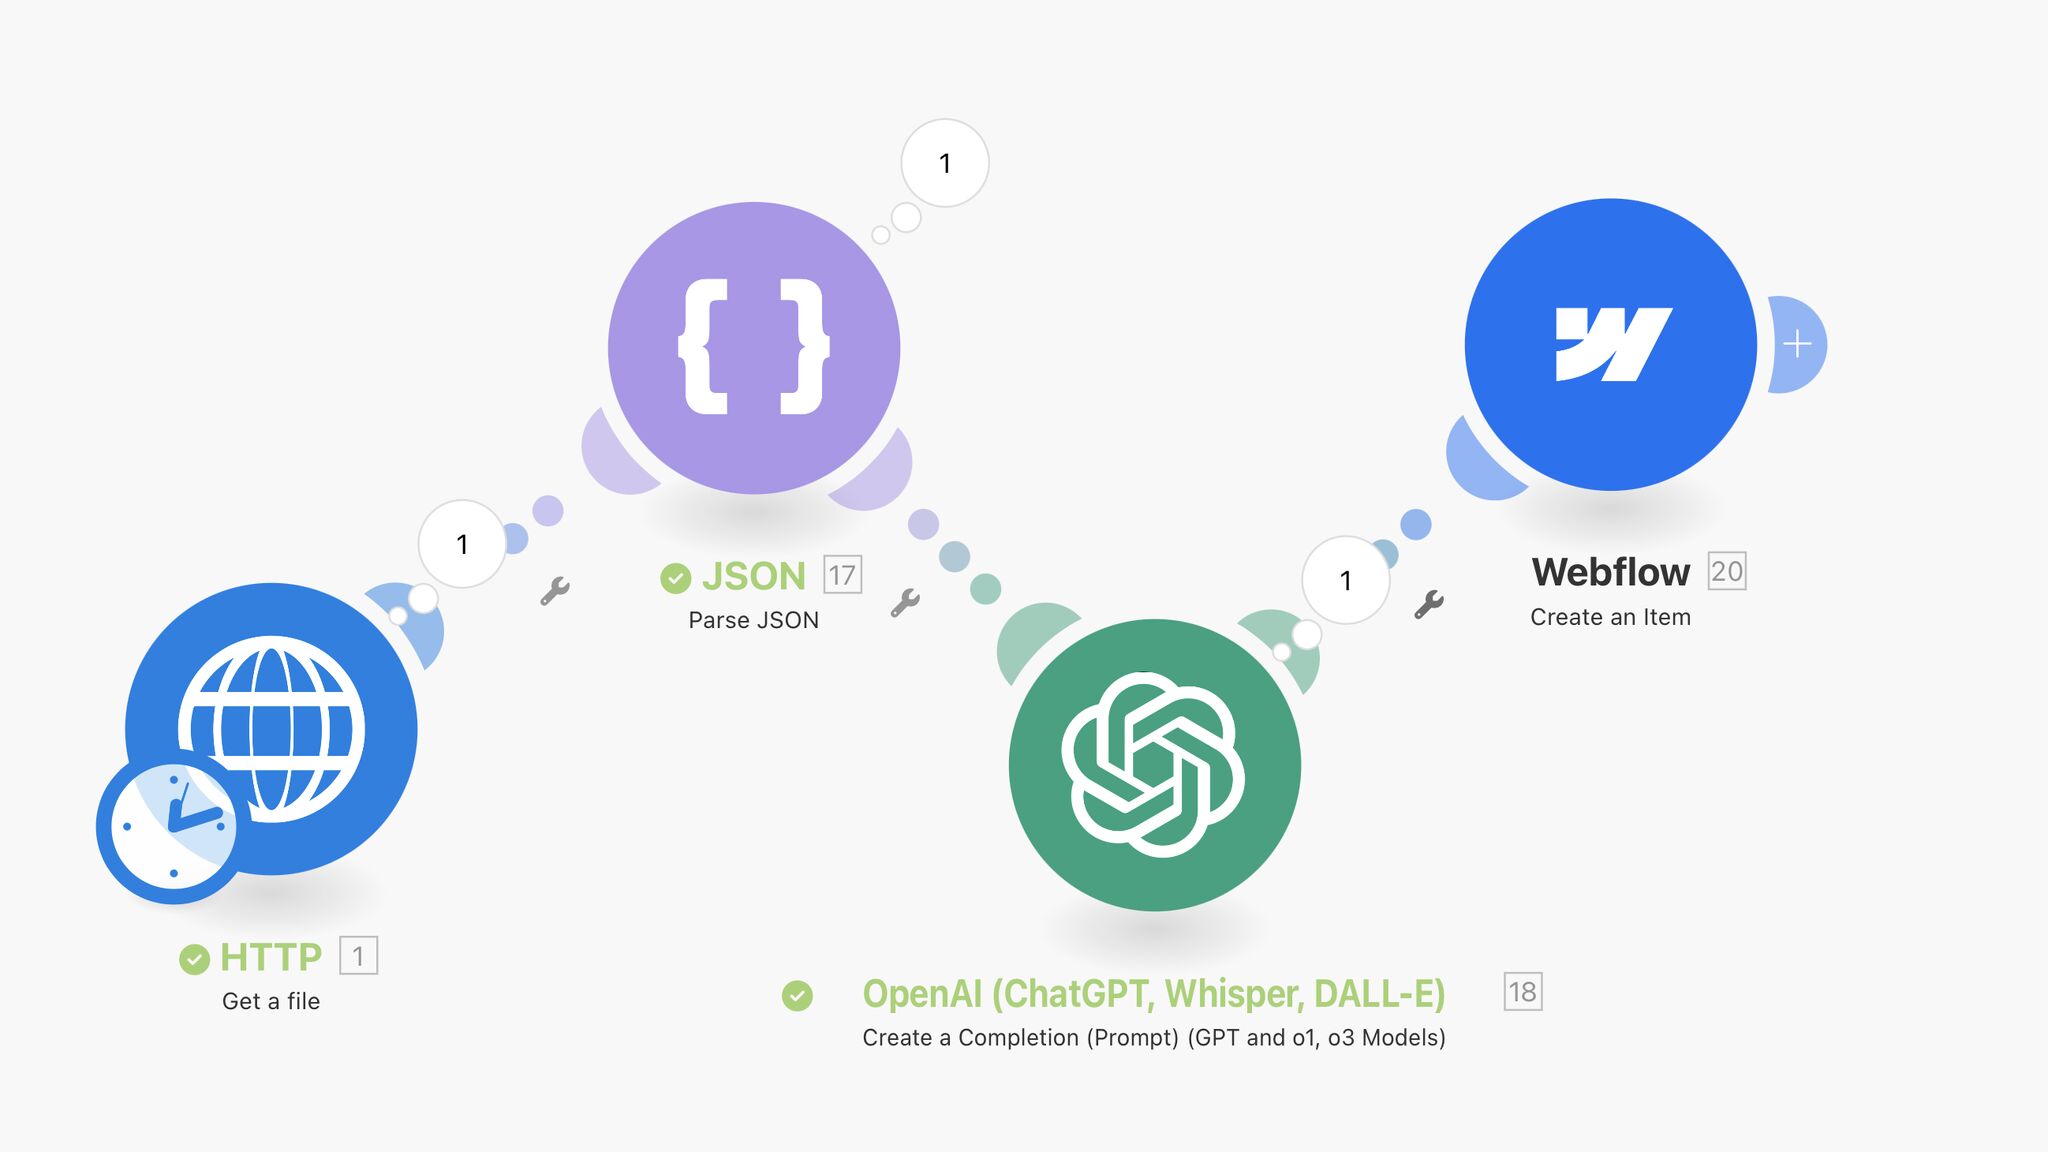 1
1
JSON 17
Parse JSON
1
Webflow 20
Create an Item
HTTP 1
Get a file
OpenAI (ChatGPT, Whisper, DALL-E) 18
Create a Completion (Prompt) (GPT and o1, o3 Models)